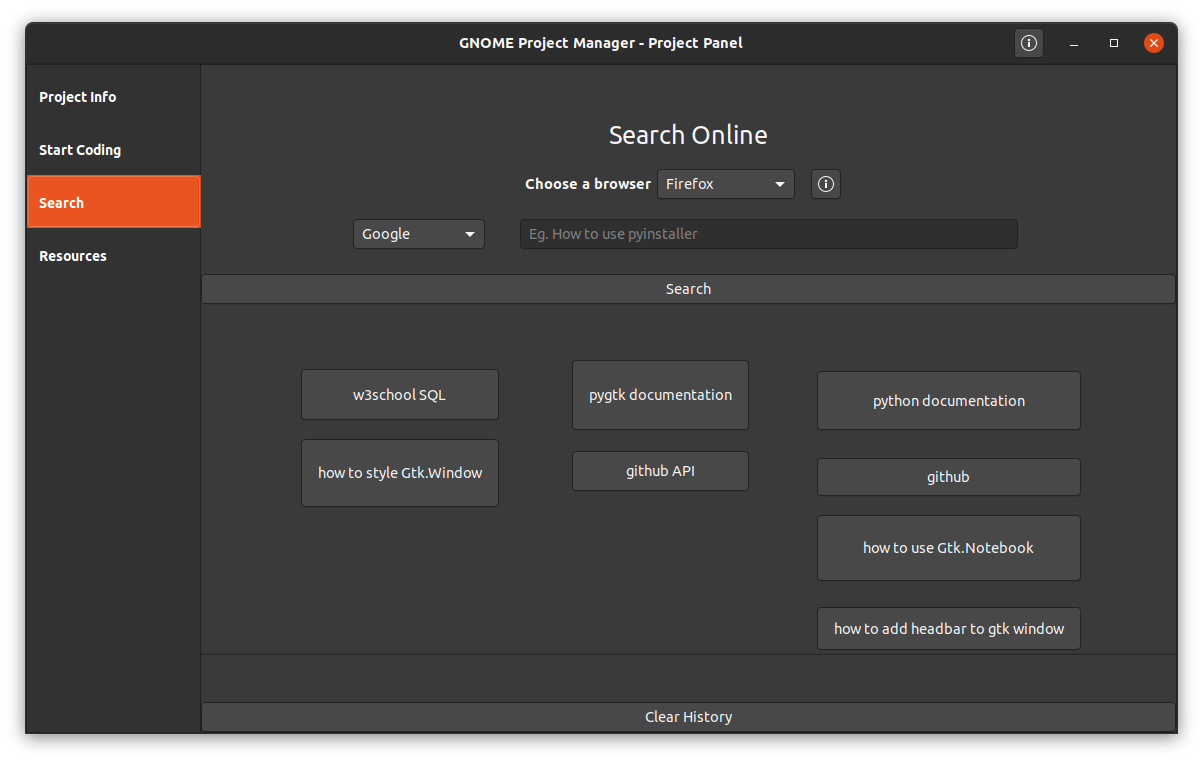 GNOME Project Manager - Project Panel
Project Info
Start Coding
Search
Resources
Search Online
Choose a browser Firefox
Google Eg. How to use pyinstaller
Search
w3school SQL
how to style Gtk.Window
pygtk documentation
github API
python documentation
github
how to use Gtk.Notebook
how to add headbar to gtk window
Clear History